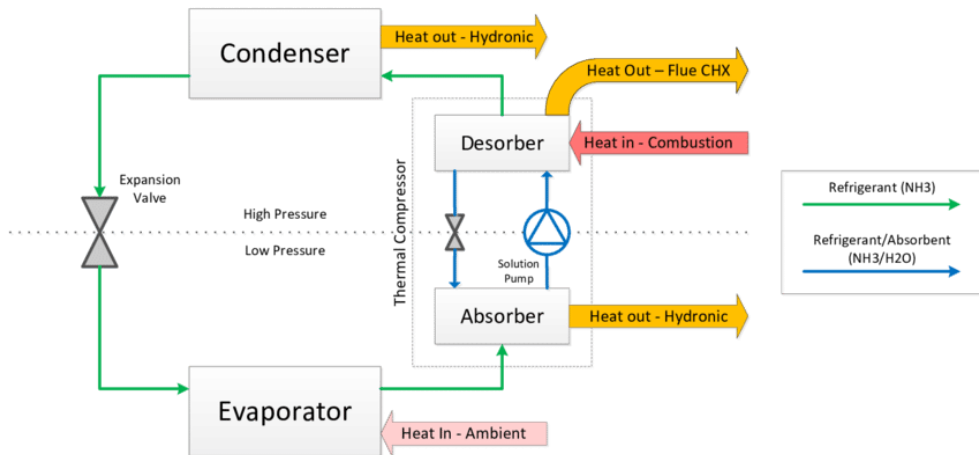 Condenser
Heat out - Hydronic
Heat Out – Flue CHX
Desorber
Heat in - Combustion
Expansion
Valve
High Pressure
Low Pressure
Thermal Compressor
Solution
Pump
Absorber
Heat out - Hydronic
Evaporator
Heat In - Ambient
Refrigerant (NH3)
Refrigerant/Absorbent
(NH3/H2O)